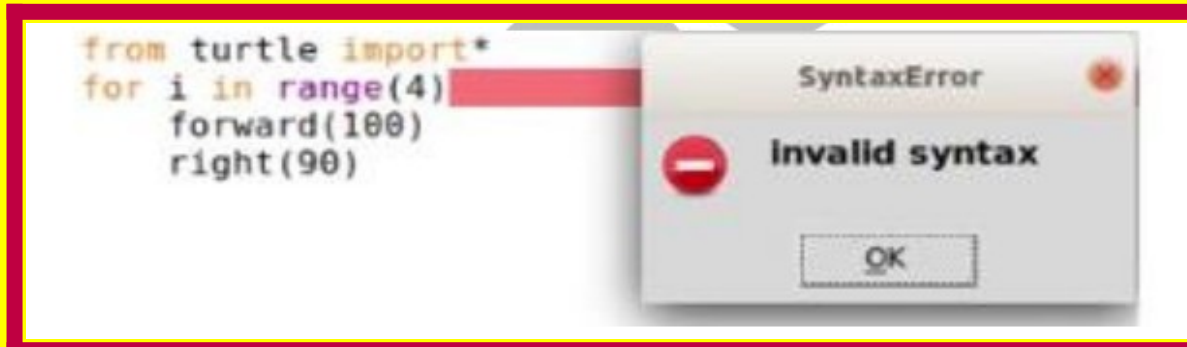 from turtle import*
for i in range(4)
forward(100)
right(90)
SyntaxError
invalid syntax
OK